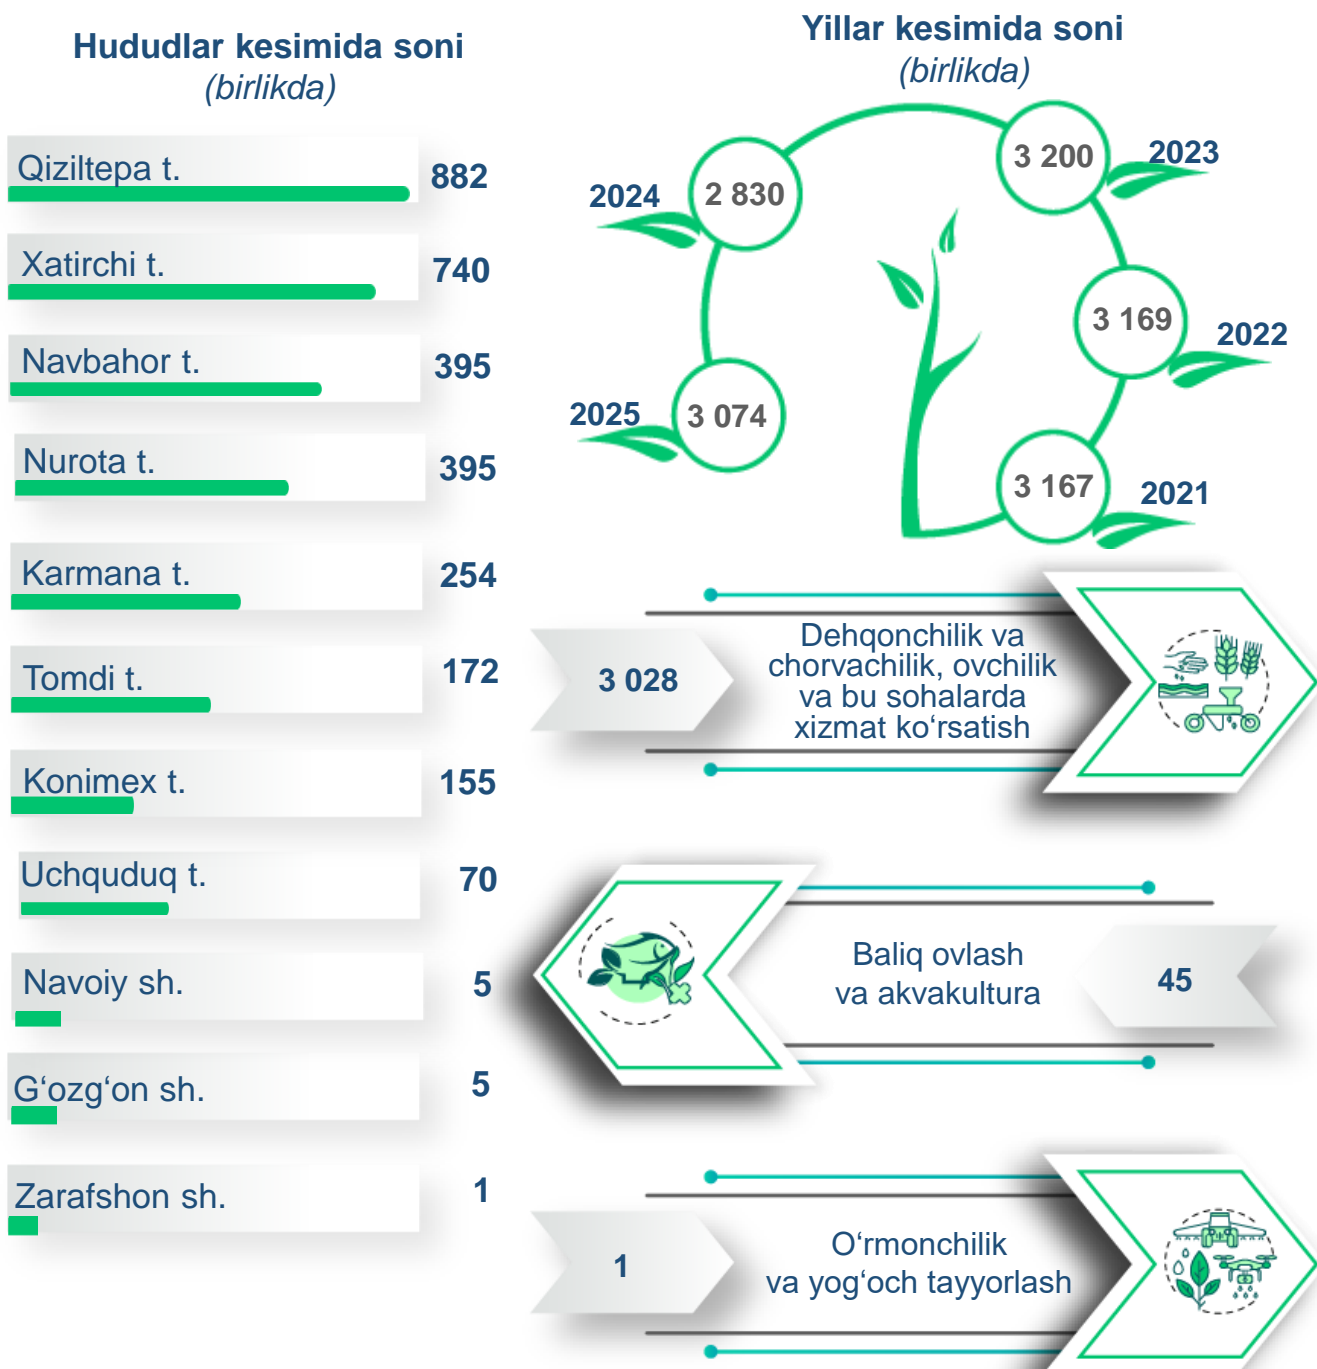 Hududlar kesimida soni
(birlikda)
Qiziltepa t.
882
Xatirchi t.
740
Navbahor t.
395
Nurota t.
395
Karmana t.
254
Tomdi t.
172
Konimex t.
155
Uchquduq t.
70
Navoiy sh.
5
G‘ozg‘on sh.
5
Zarafshon sh.
1
Yillar kesimida soni
(birlikda)
3 200
2023
2024
2 830
3 169
2022
2025
3 074
3 167
2021
3 028
Dehqonchilik va
chorvachilik, ovchilik
va bu sohalarda
xizmat ko‘rsatish
Baliq ovlash
va akvakultura
45
1
O‘rmonchilik
va yog‘och tayyorlash